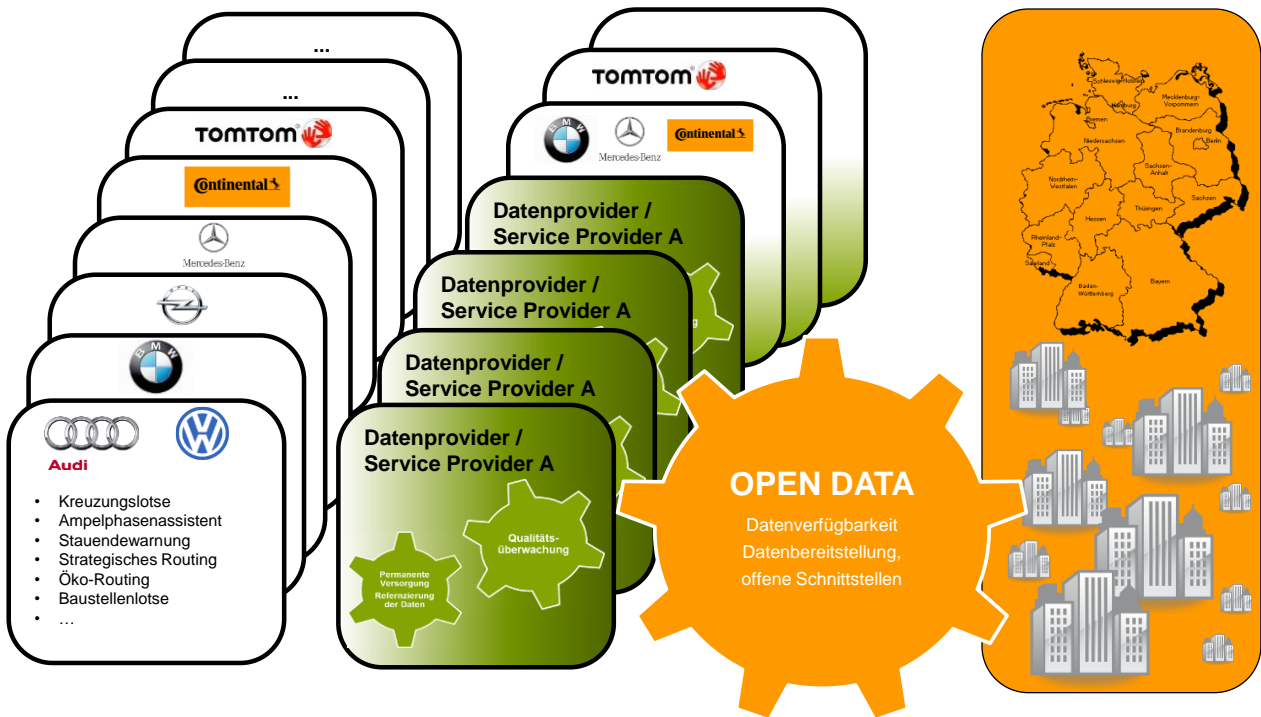 ...
...
TOMTOM
Continental
Mercedes-Benz
BMW
Audi
• Kreuzungslotse
• Ampelphasenassistent
• Stauendewarnung
• Strategisches Routing
• Öko-Routing
• Baustellenlotse
• …
TOMTOM
BMW
Mercedes-Benz
Continental
Datenprovider /
Service Provider A
Datenprovider /
Service Provider A
Datenprovider /
Service Provider A
Datenprovider /
Service Provider A
Qualitäts-
überwachung
Permanente
Versorgung
Refernzierung
der Daten
OPEN DATA
Datenverfügbarkeit
Datenbereitstellung,
offene Schnittstellen
Schleswig-Holstein
Mecklenburg-
Vorpommern
Hamburg
Bremen
Brandenburg
Berlin
Niedersachsen
Sachsen-
Anhalt
Nordrhein-
Westfalen
Sachsen
Thüringen
Hessen
Rheinland-
Pfalz
Saarland
Baden-
Württemberg
Bayern